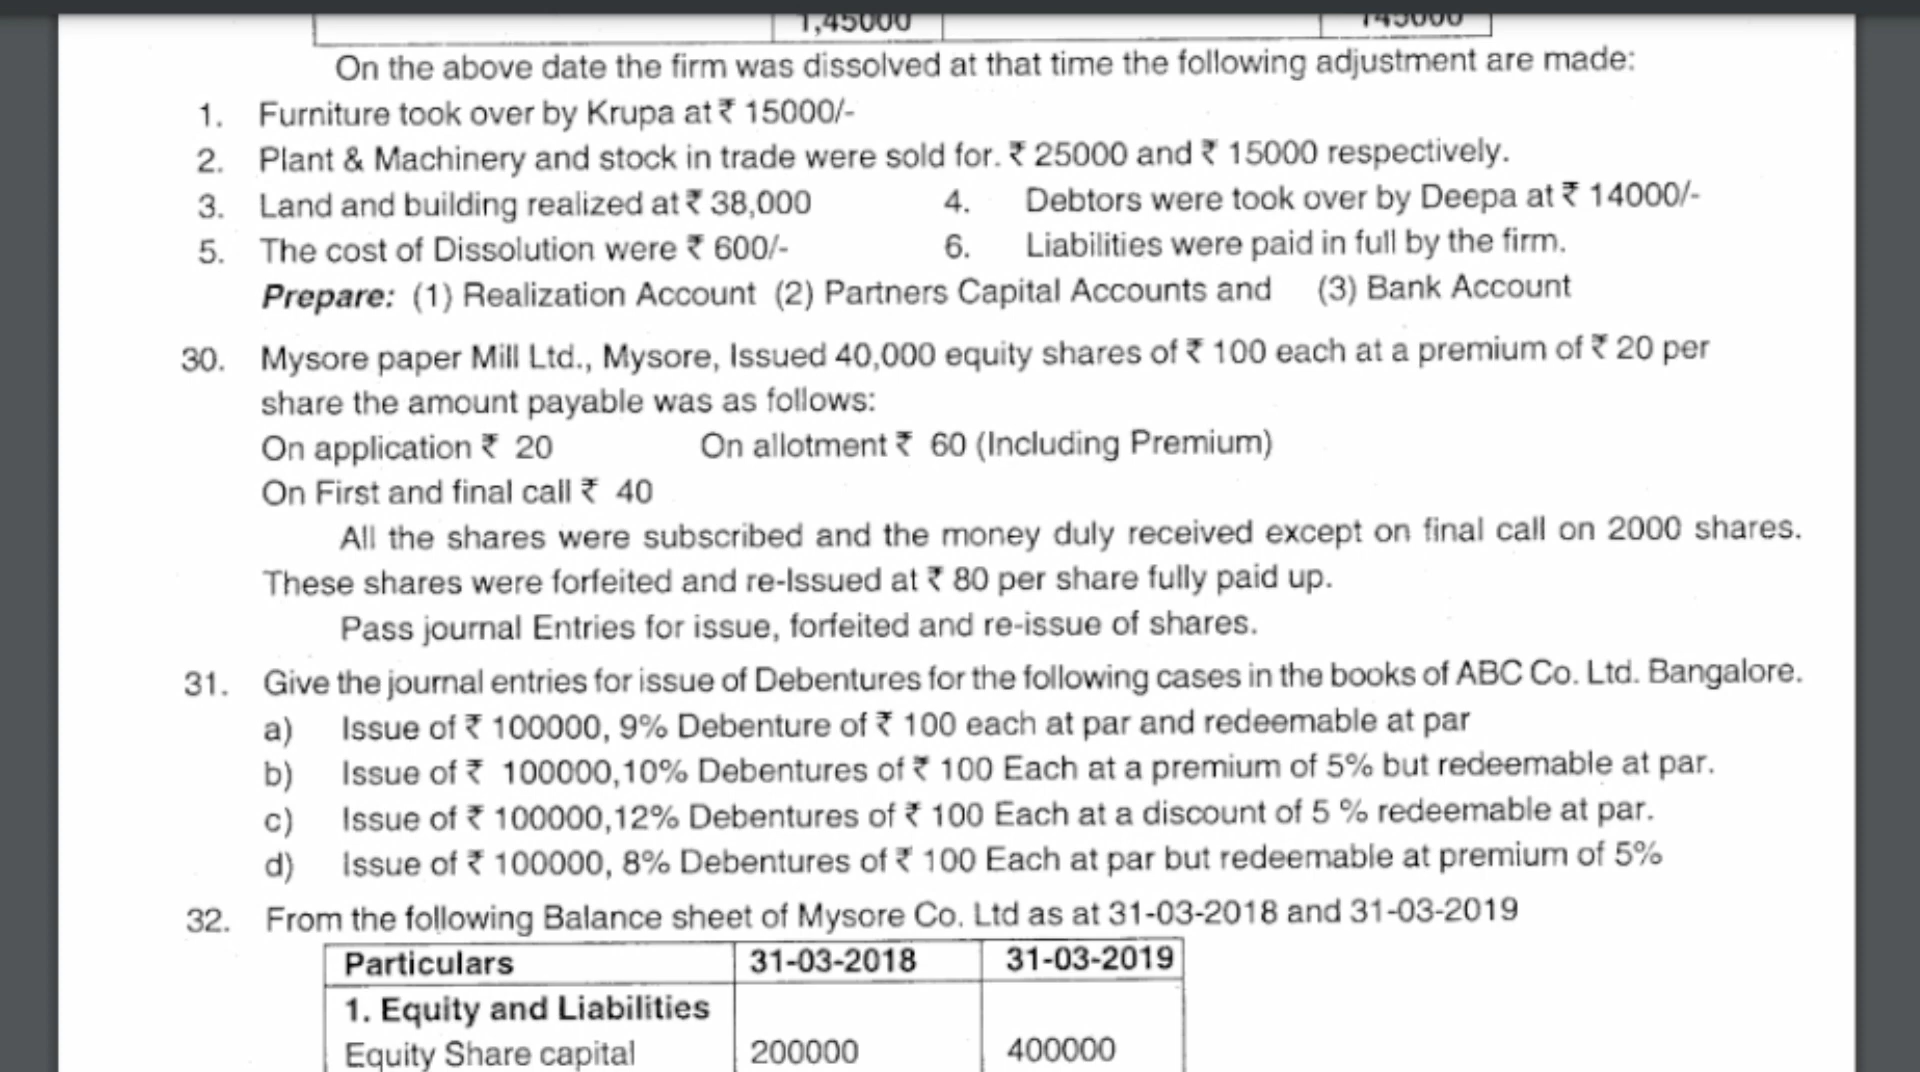 1,45000 145000
On the above date the firm was dissolved at that time the following adjustment are made:
1. Furniture took over by Krupa at ₹ 15000/-
2. Plant & Machinery and stock in trade were sold for. ₹ 25000 and ₹ 15000 respectively.
3. Land and building realized at ₹ 38,000 4. Debtors were took over by Deepa at ₹ 14000/-
5. The cost of Dissolution were ₹ 600/- 6. Liabilities were paid in full by the firm.
Prepare: (1) Realization Account (2) Partners Capital Accounts and (3) Bank Account
30. Mysore paper Mill Ltd., Mysore, Issued 40,000 equity shares of ₹ 100 each at a premium of ₹ 20 per
share the amount payable was as follows:
On application ₹ 20 On allotment ₹ 60 (Including Premium)
On First and final call ₹ 40
All the shares were subscribed and the money duly received except on final call on 2000 shares.
These shares were forfeited and re-Issued at ₹ 80 per share fully paid up.
Pass journal Entries for issue, forfeited and re-issue of shares.
31. Give the journal entries for issue of Debentures for the following cases in the books of ABC Co. Ltd. Bangalore.
a) Issue of ₹ 100000, 9% Debenture of ₹ 100 each at par and redeemable at par
b) Issue of ₹ 100000,10% Debentures of ₹ 100 Each at a premium of 5% but redeemable at par.
c) Issue of ₹ 100000,12% Debentures of ₹ 100 Each at a discount of 5 % redeemable at par.
d) Issue of ₹ 100000, 8% Debentures of ₹ 100 Each at par but redeemable at premium of 5%
32. From the following Balance sheet of Mysore Co. Ltd as at 31-03-2018 and 31-03-2019
Particulars 31-03-2018 31-03-2019
1. Equity and Liabilities
Equity Share capital 200000 400000